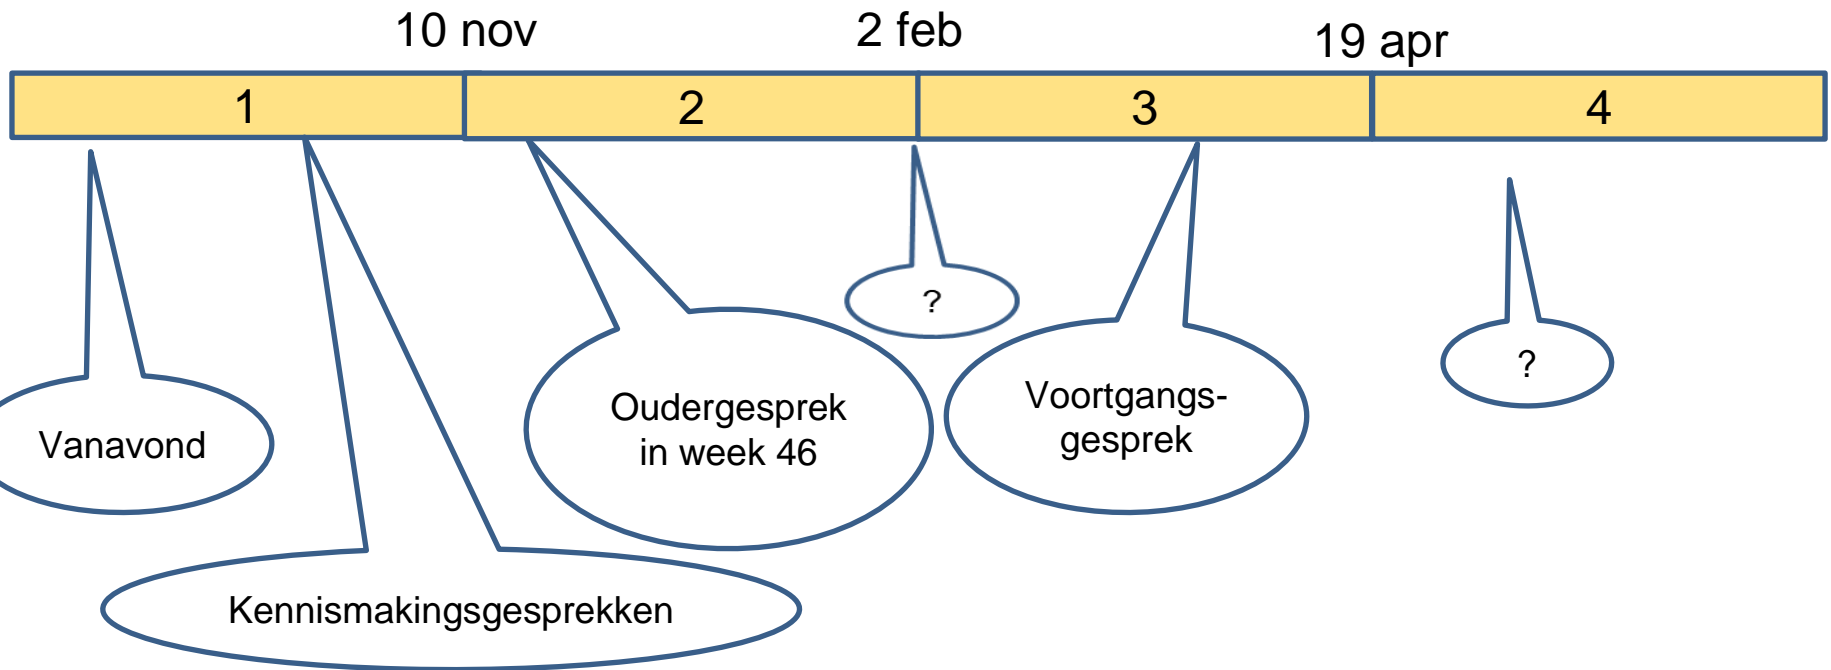 10 nov
2 feb
19 apr
1
2
3
4
?
?
Vanavond
Oudergesprek
in week 46
Voortgangs-
gesprek
Kennismakingsgesprekken